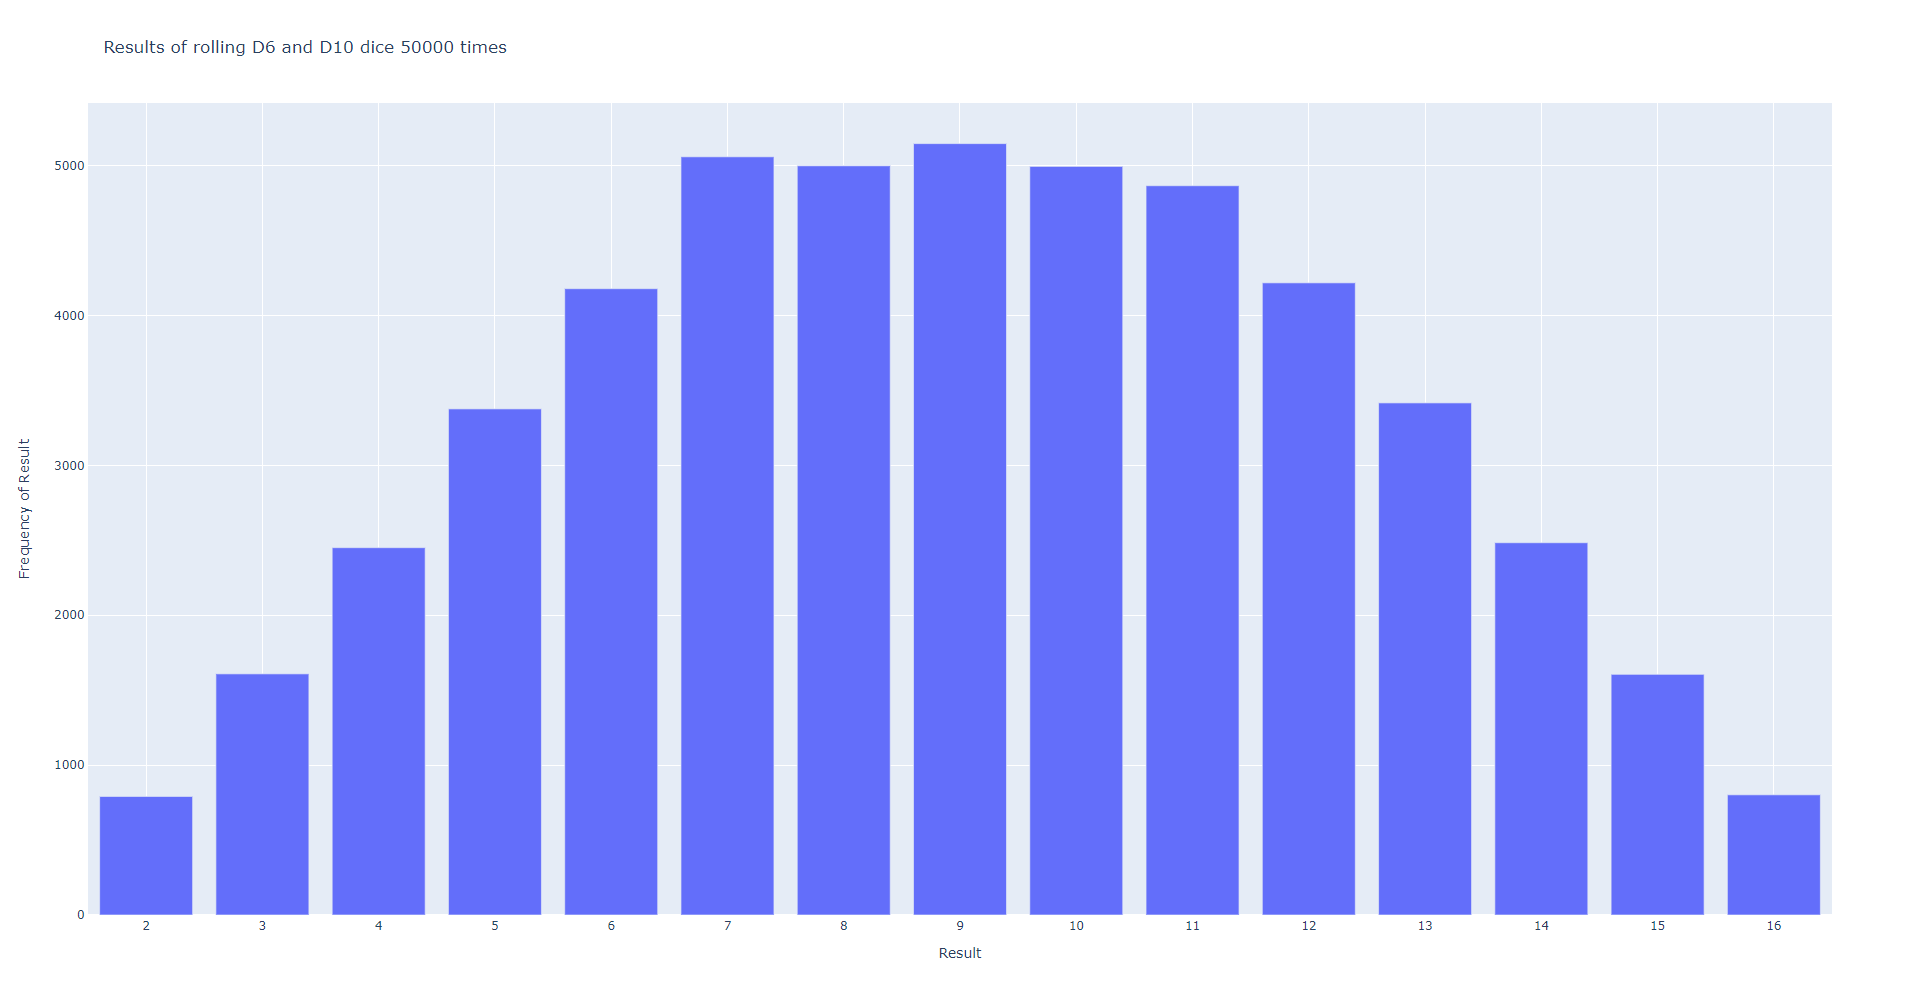 Results of rolling D6 and D10 dice 50000 times
5000
4000
3000
2000
1000
0
Frequency of Result
2 3 4 5 6 7 8 9 10 11 12 13 14 15 16
Result